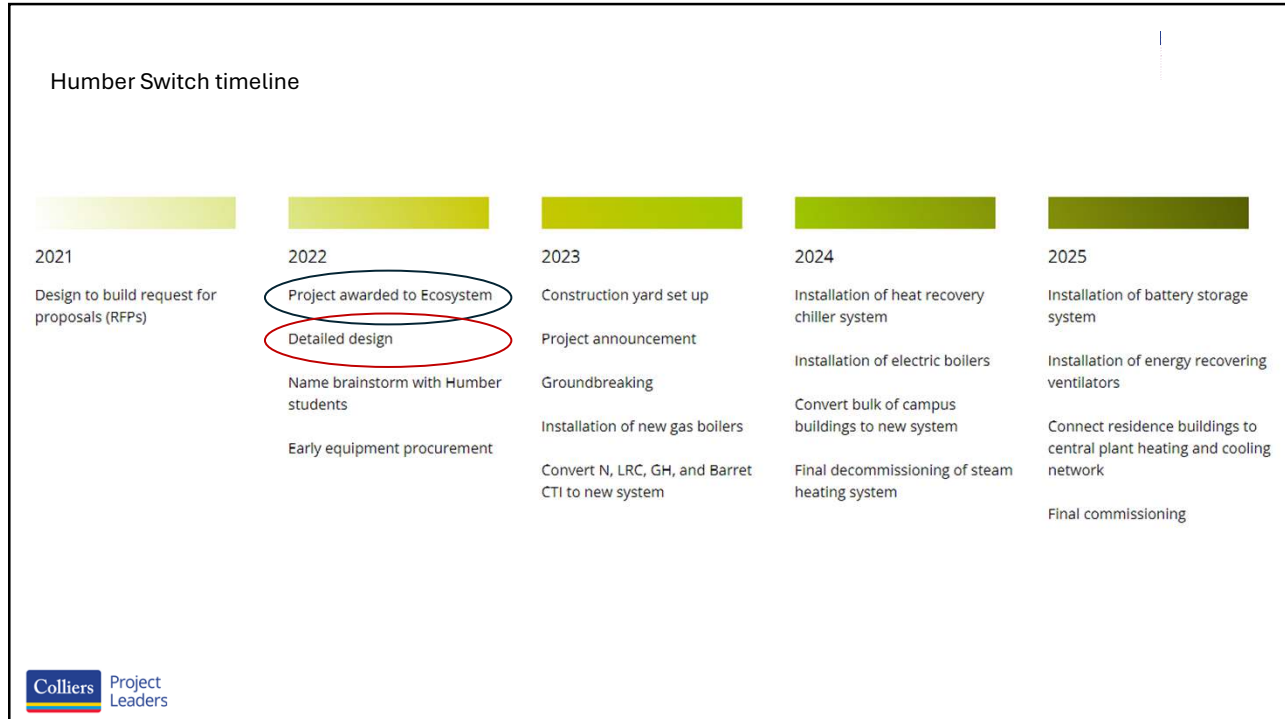 Humber Switch timeline
2021
Design to build request for
proposals (RFPs)
2022
Project awarded to Ecosystem
Detailed design
Name brainstorm with Humber
students
Early equipment procurement
2023
Construction yard set up
Project announcement
Groundbreaking
Installation of new gas boilers
Convert N, LRC, GH, and Barret
CTI to new system
2024
Installation of heat recovery
chiller system
Installation of electric boilers
Convert bulk of campus
buildings to new system
Final decommissioning of steam
heating system
2025
Installation of battery storage
system
Installation of energy recovering
ventilators
Connect residence buildings to
central plant heating and cooling
network
Final commissioning
Colliers
Project
Leaders